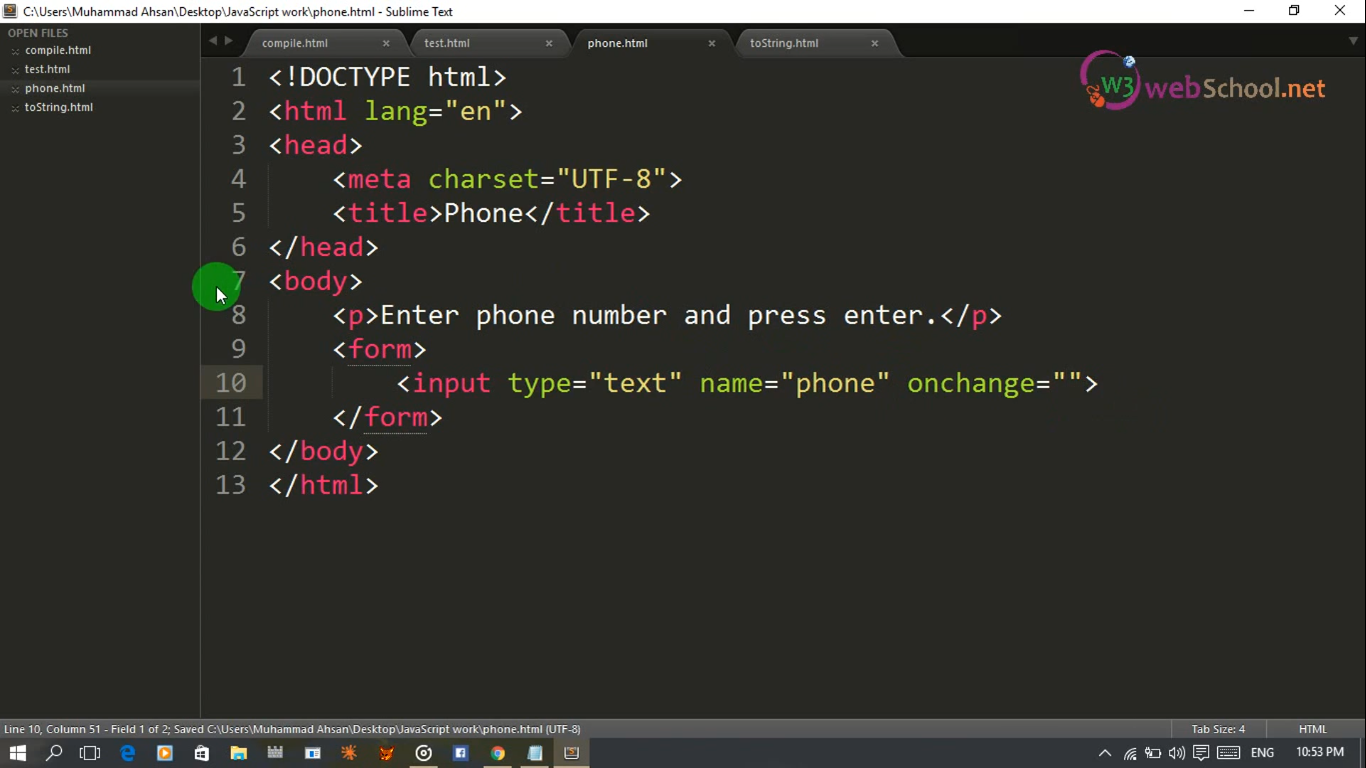 C:\Users\Muhammad Ahsan\Desktop\JavaScript work\phone.html - Sublime Text
OPEN FILES
compile.html
test.html
phone.html
toString.html
compile.html
test.html
phone.html
toString.html
W3webSchool.net
1 <!DOCTYPE html>
2 <html lang="en">
3 <head>
4 <meta charset="UTF-8">
5 <title>Phone</title>
6 </head>
7 <body>
8 <p>Enter phone number and press enter.</p>
9 <form>
10 <input type="text" name="phone" onchange="">
11 </form>
12 </body>
13 </html>
Line 10, Column 51 - Field 1 of 2; Saved C:\Users\Muhammad Ahsan\Desktop\JavaScript work\phone.html (UTF-8)
Tab Size: 4
HTML
ENG
10:53 PM